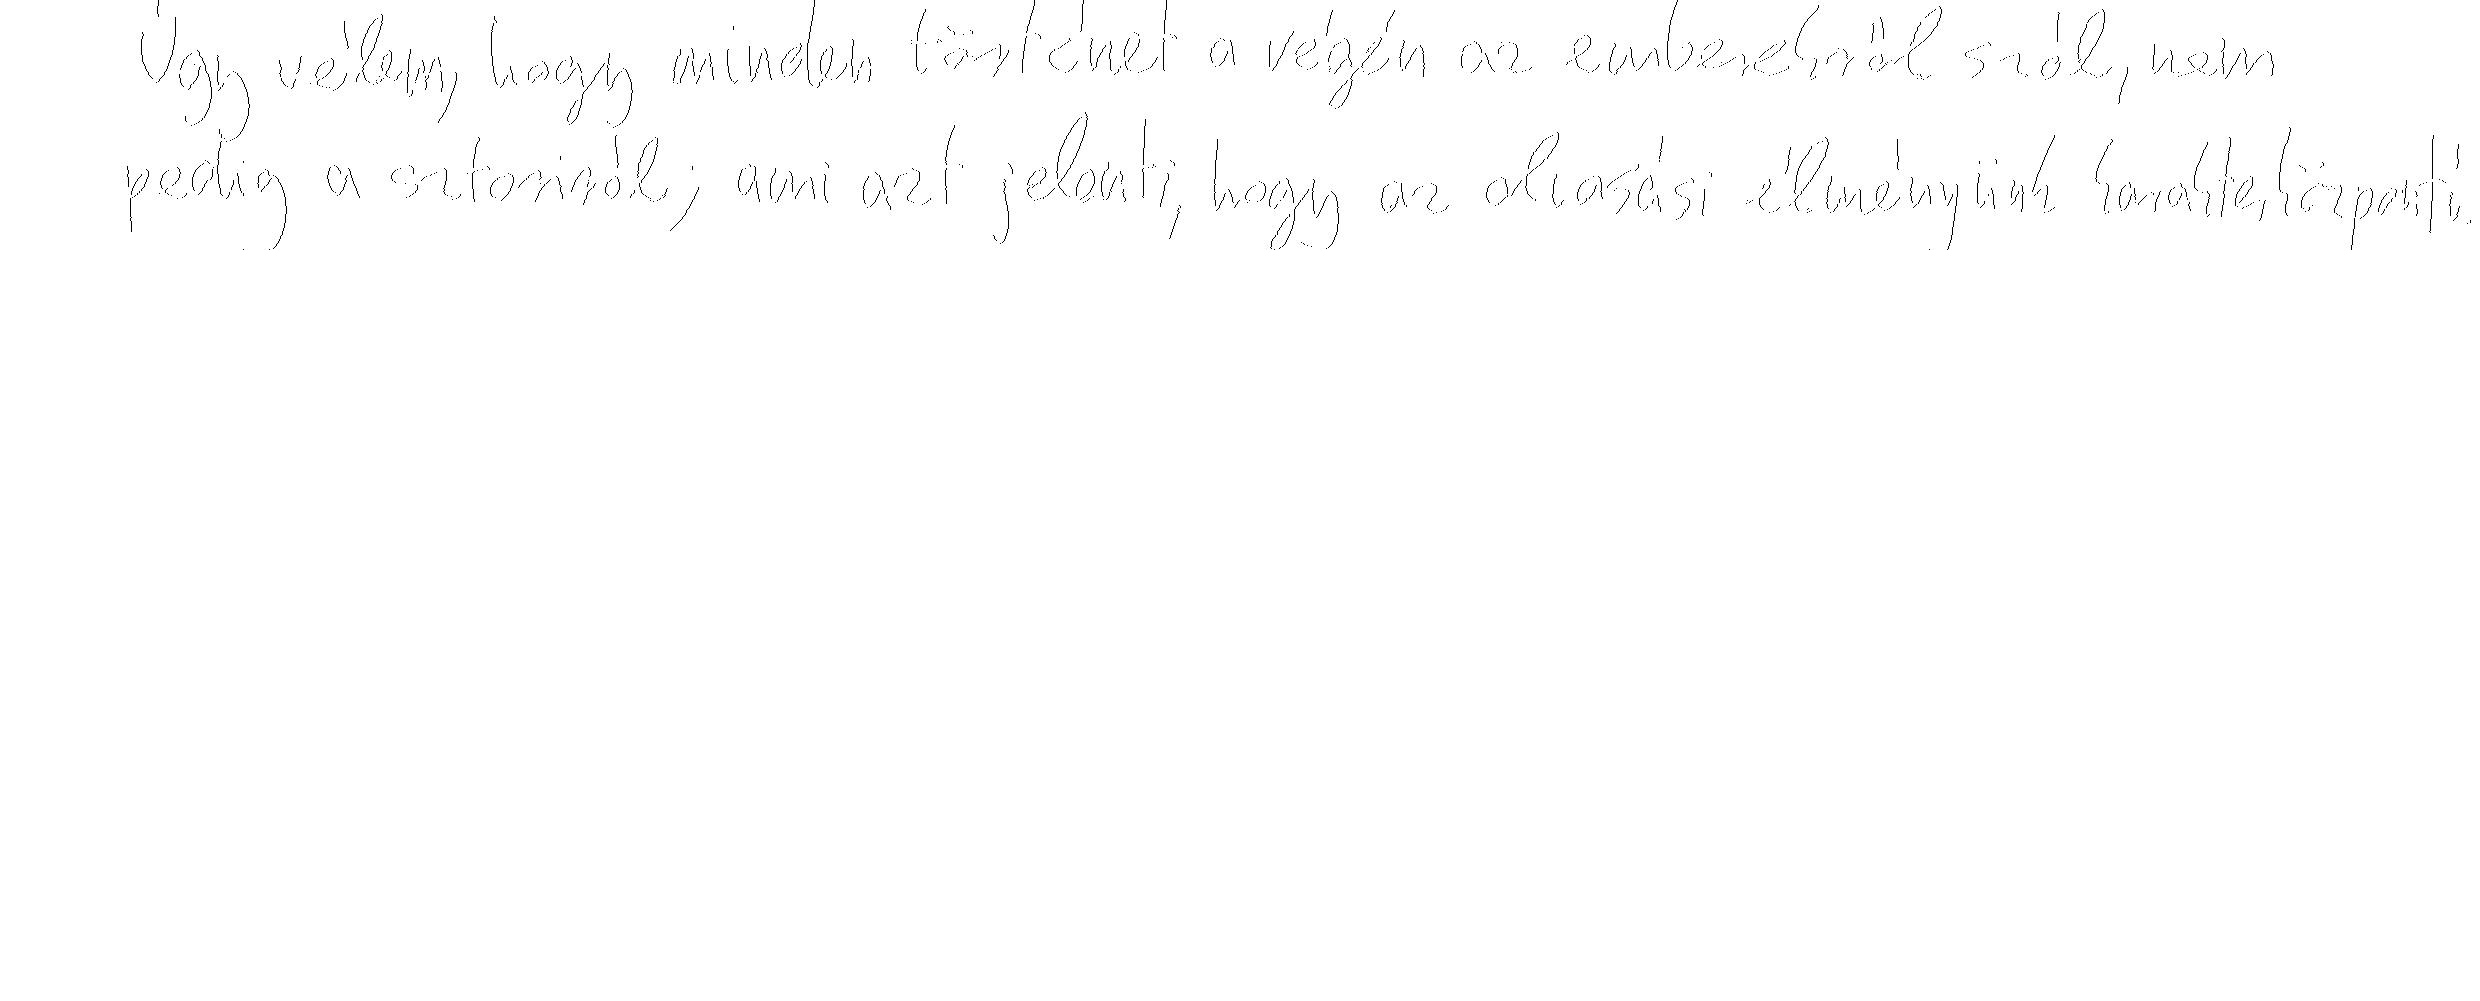 Úgy vélem, hogy minden történet a végén az emberekről szól, nem
pedig a sztoriról; ami azt jelenti, hogy az olvasási élményünk karakterközpontú.